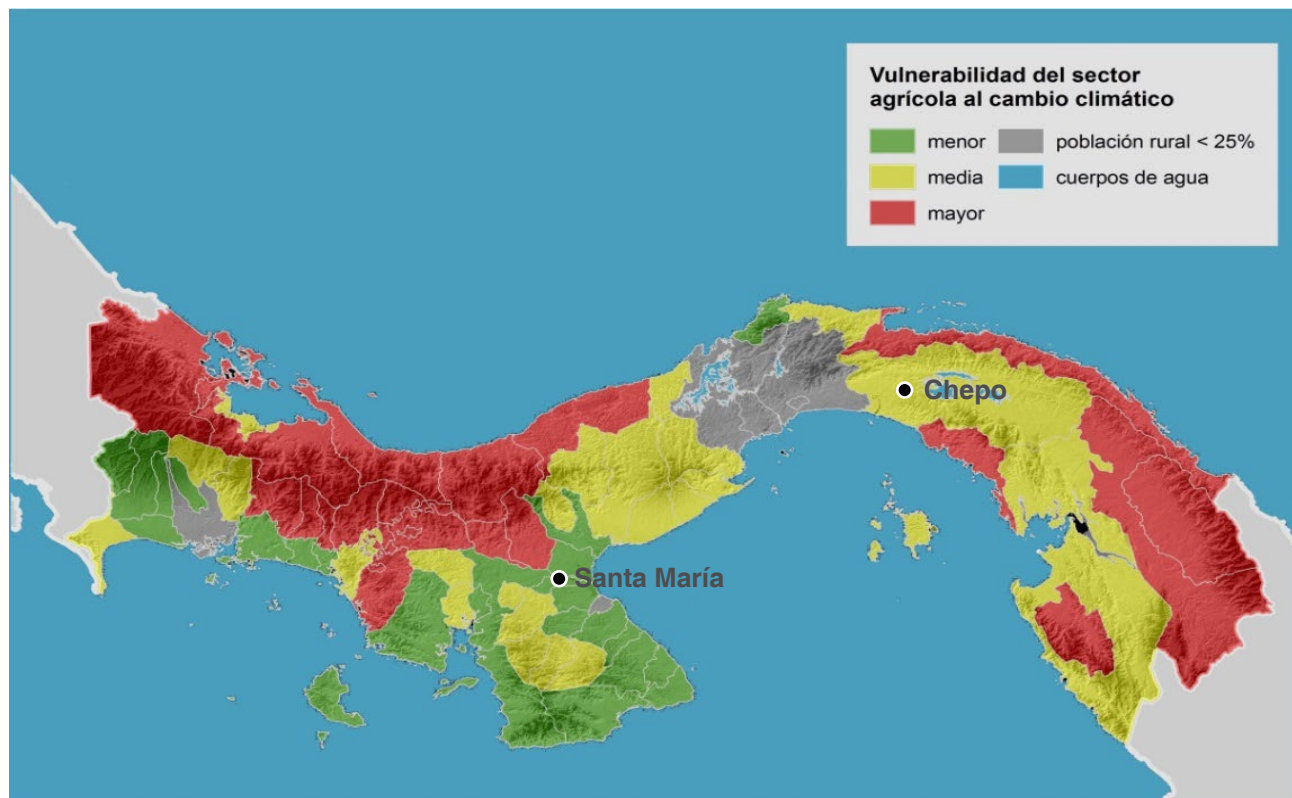 Vulnerabilidad del sector
agrícola al cambio climático
menor
población rural < 25%
media
cuerpos de agua
mayor
Chepo
Santa María